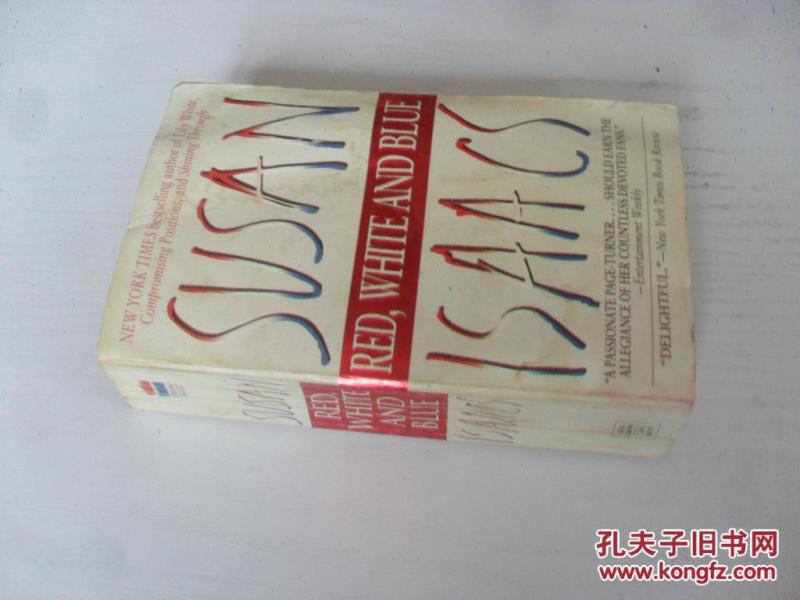 NEW YORK TIMES bestselling author of Lily White,
Compromising Positions, and Shining Through
SUSAN
RED, WHITE AND BLUE
ISAACS
"A PASSIONATE PAGE-TURNER.... SHOULD EARN THE
ALLEGIANCE OF HER COUNTLESS DEVOTED FANS."
—Entertainment Weekly
"DELIGHTFUL."—New York Times Book Review
SUSAN
RED,
WHITE
AND
BLUE
ISAACS
孔夫子旧书网
www.kongfz.com